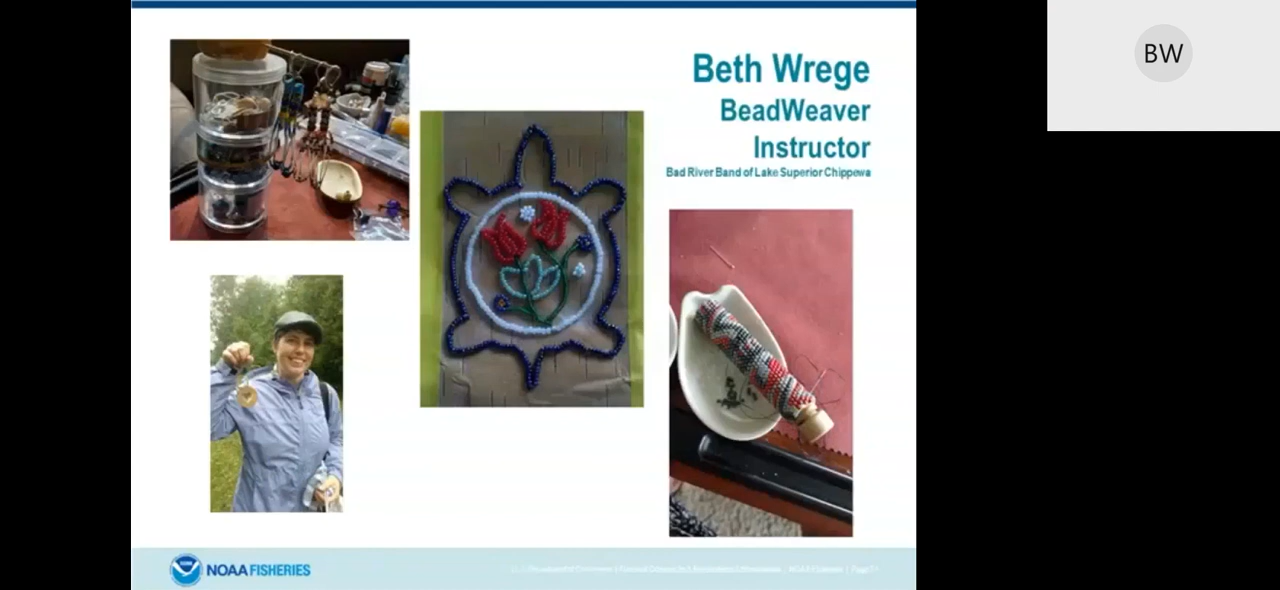 Beth Wrege
BeadWeaver
Instructor
Bad River Band of Lake Superior Chippewa
BW
NOAA FISHERIES